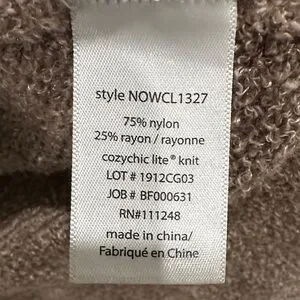 style NOWCL1327
75% nylon
25% rayon / rayonne
cozychic lite® knit
LOT # 1912CG03
JOB # BF000631
RN#111248
made in china/
Fabriqué en Chine